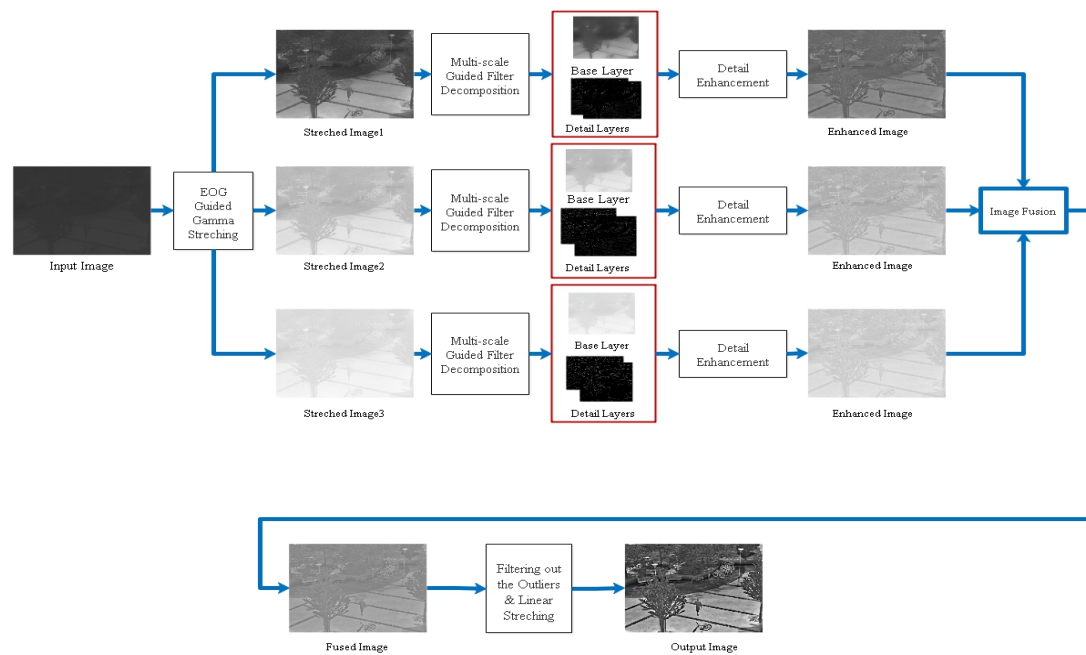 Streched Image1
Multi-scale
Guided Filter
Decomposition
Base Layer
Detail Layers
Detail
Enhancement
Enhanced Image
Input Image
EOG
Guided
Gamma
Streching
Streched Image2
Multi-scale
Guided Filter
Decomposition
Base Layer
Detail Layers
Detail
Enhancement
Enhanced Image
Image Fusion
Streched Image3
Multi-scale
Guided Filter
Decomposition
Base Layer
Detail Layers
Detail
Enhancement
Enhanced Image
Fused Image
Filtering out
the Outliers
& Linear
Streching
Output Image